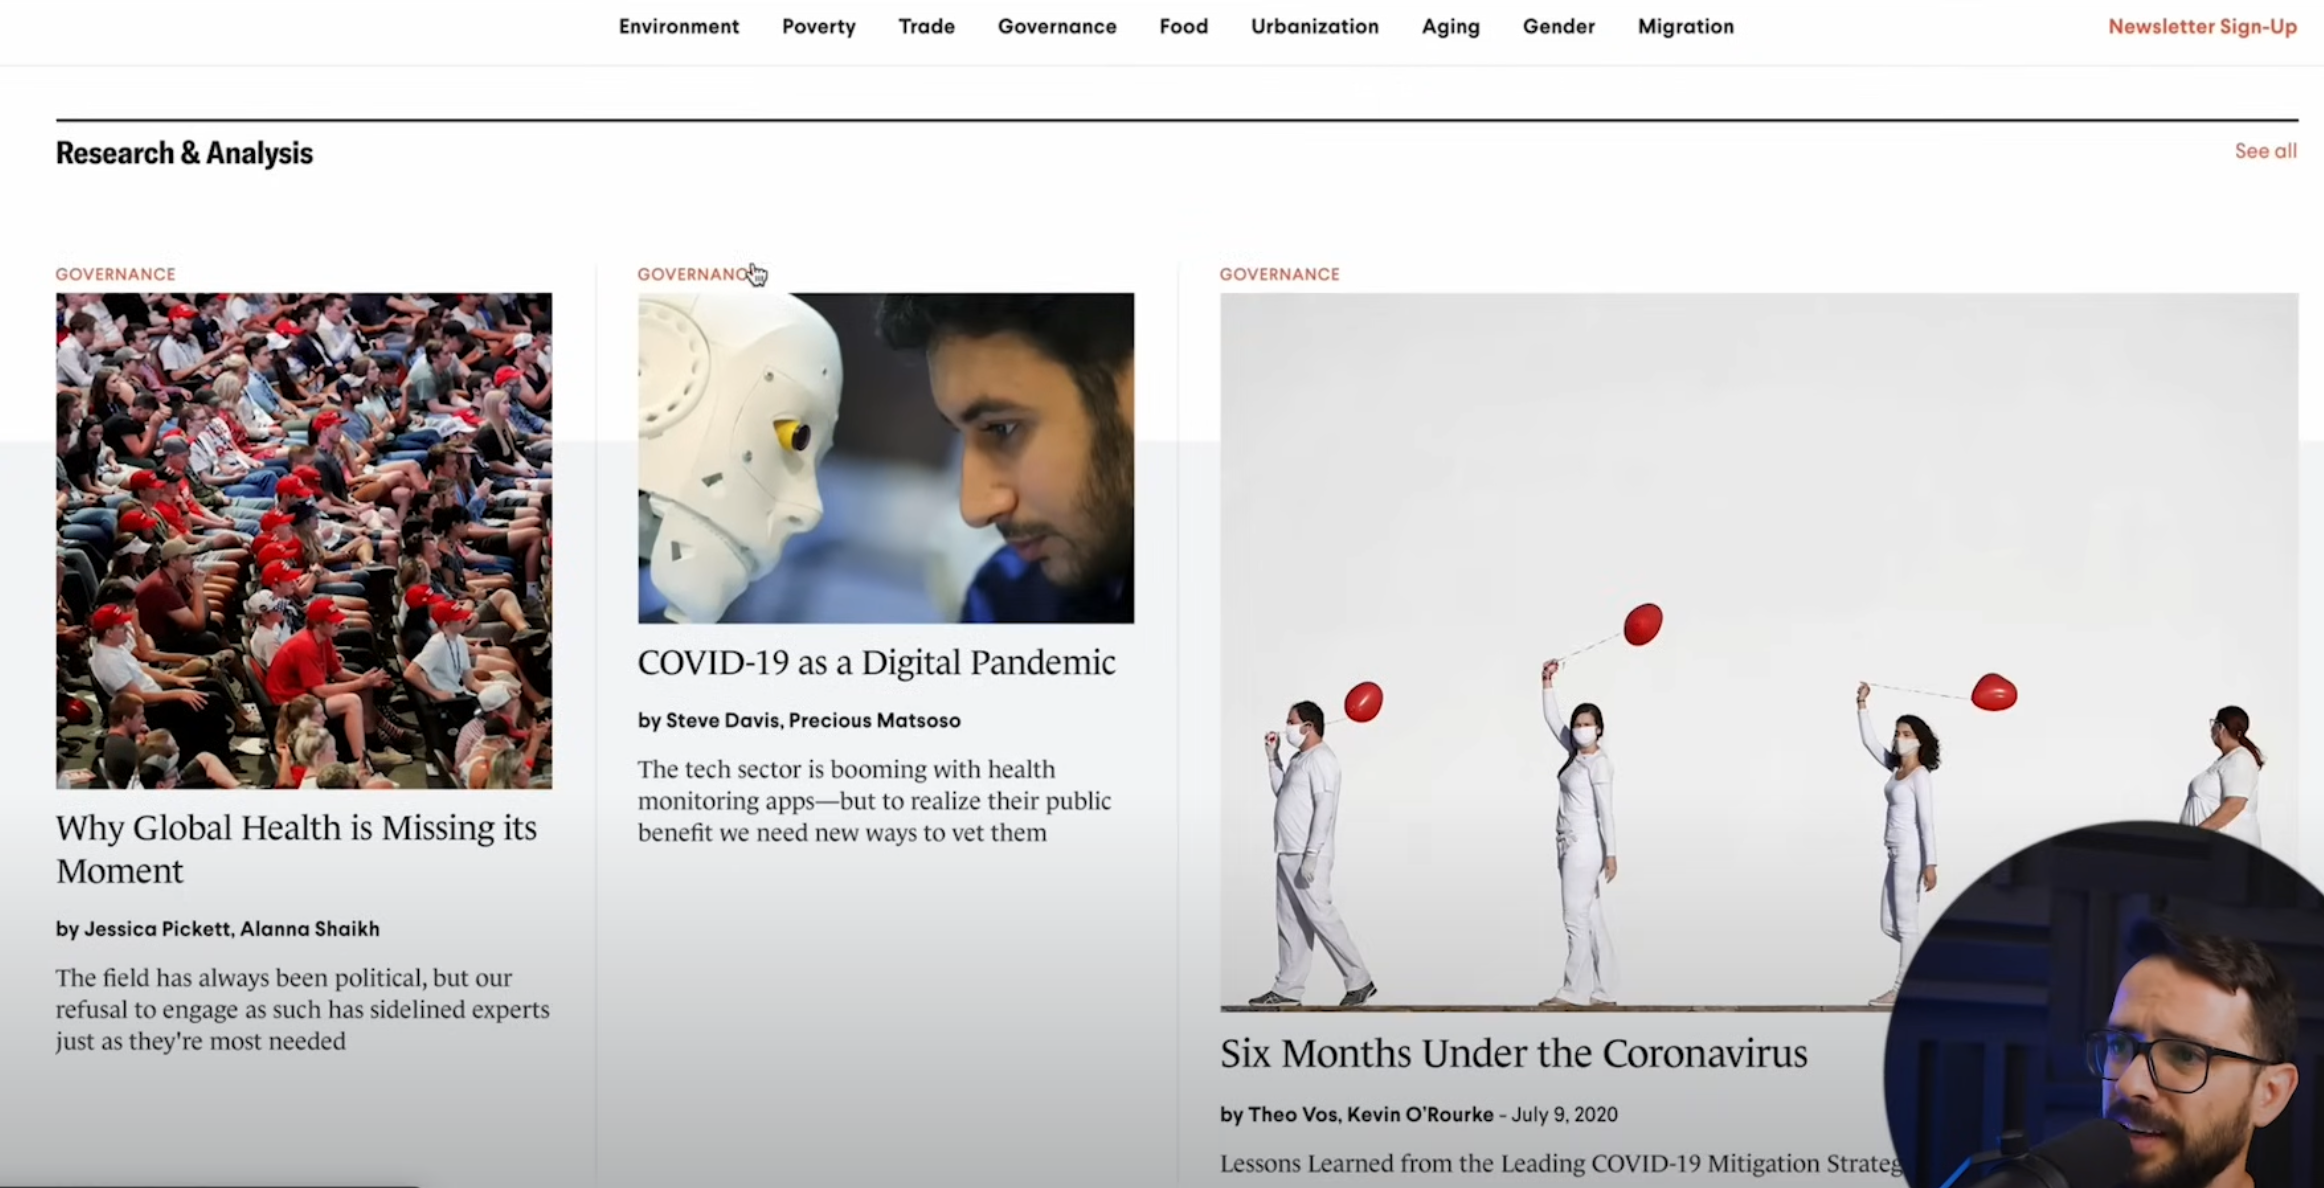 Environment Poverty Trade Governance Food Urbanization Aging Gender Migration Newsletter Sign-Up
Research & Analysis
See all
GOVERNANCE
Why Global Health is Missing its
Moment
by Jessica Pickett, Alanna Shaikh
The field has always been political, but our
refusal to engage as such has sidelined experts
just as they're most needed
COVID-19 as a Digital Pandemic
by Steve Davis, Precious Matsoso
The tech sector is booming with health
monitoring apps—but to realize their public
benefit we need new ways to vet them
GOVERNANCE
Six Months Under the Coronavirus
by Theo Vos, Kevin O'Rourke - July 9, 2020
Lessons Learned from the Leading COVID-19 Mitigation